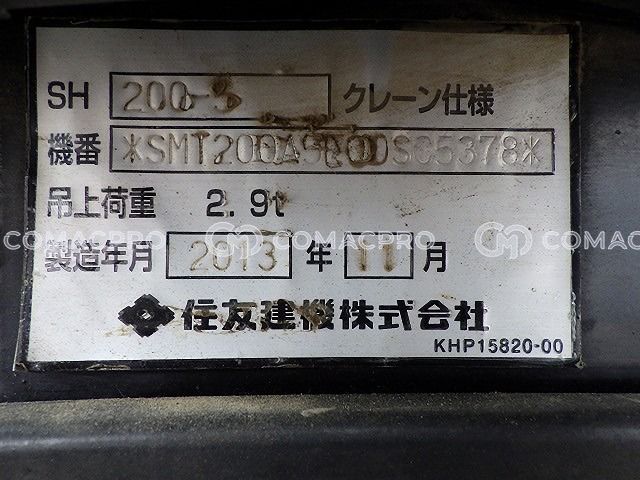 SH 200-5 クレーン仕様
機番 *SMT200A5
吊上荷重 2.9t
COMACPRO COMACPRO COMACPRO
製造年月 2013 年 11 月
住友建機株式会社
KHP15820-00